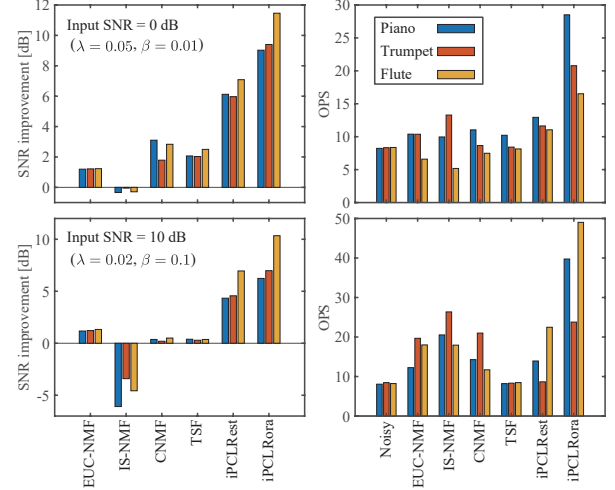 12
10
8
6
4
2
0
SNR improvement [dB]
Input SNR = 0 dB
(λ = 0.05, β = 0.01)
30
25
20
15
10
5
0
OPS
Piano
Trumpet
Flute
10
5
0
-5
SNR improvement [dB]
Input SNR = 10 dB
(λ = 0.02, β = 0.1)
EUC-NMF
IS-NMF
CNMF
TSF
iPCLRest
iPCLRora
50
40
30
20
10
0
OPS
Noisy
EUC-NMF
IS-NMF
CNMF
TSF
iPCLRest
iPCLRora